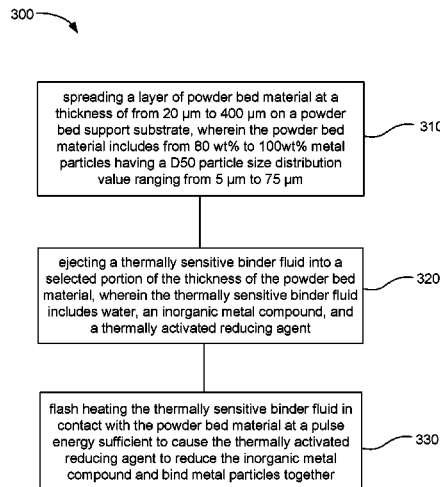 300
spreading a layer of powder bed material at a
thickness of from 20 µm to 400 µm on a powder
bed support substrate, wherein the powder bed
material includes from 80 wt% to 100wt% metal
particles having a D50 particle size distribution
value ranging from 5 µm to 75 µm
310
ejecting a thermally sensitive binder fluid into a
selected portion of the thickness of the powder bed
material, wherein the thermally sensitive binder fluid
includes water, an inorganic metal compound, and
a thermally activated reducing agent
320
flash heating the thermally sensitive binder fluid in
contact with the powder bed material at a pulse
energy sufficient to cause the thermally activated
reducing agent to reduce the inorganic metal
compound and bind metal particles together
330